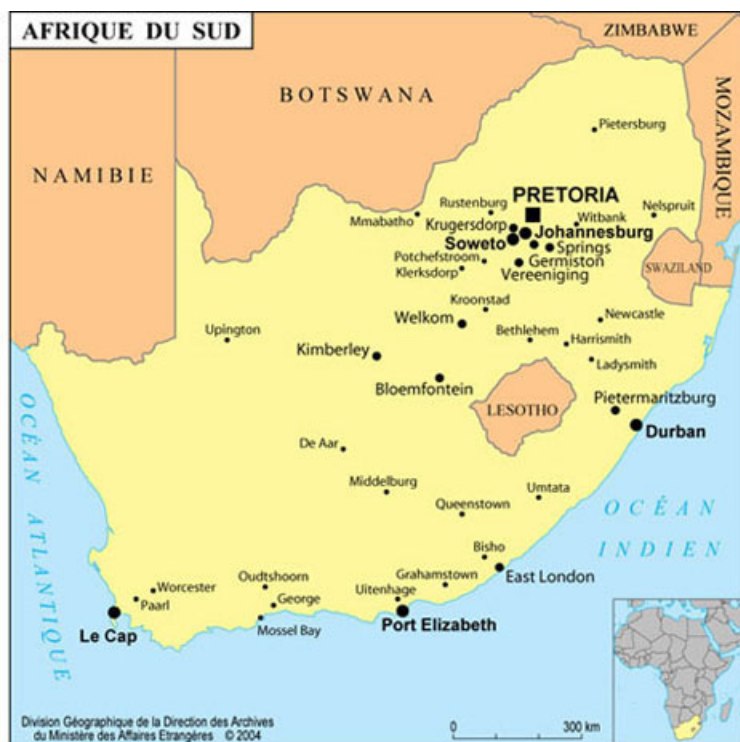 AFRIQUE DU SUD
ZIMBABWE
BOTSWANA
MOZAMBIQUE
NAMIBIE
Pietersburg
PRETORIA
Rustenburg
Nelspruit
Mmabatho
Witbank
Krugersdorp
Johannesburg
Soweto
Springs
Potchefstroom
Germiston
SWAZILAND
Klerksdorp
Vereeniging
Kroonstad
Newcastle
Welkom
Upington
Bethlehem
Harrismith
Kimberley
Ladysmith
Bloemfontein
Pietermaritzburg
LESOTHO
Durban
De Aar
Middelburg
Umtata
Queenstown
OCÉAN
INDIEN
OCÉAN ATLANTIQUE
Bisho
East London
Grahamstown
Oudtshoorn
Worcester
Uitenhage
Paarl
George
Le Cap
Mossel Bay
Port Elizabeth
Division Géographique de la Direction des Archives
du Ministère des Affaires Etrangères © 2004
0 300 km